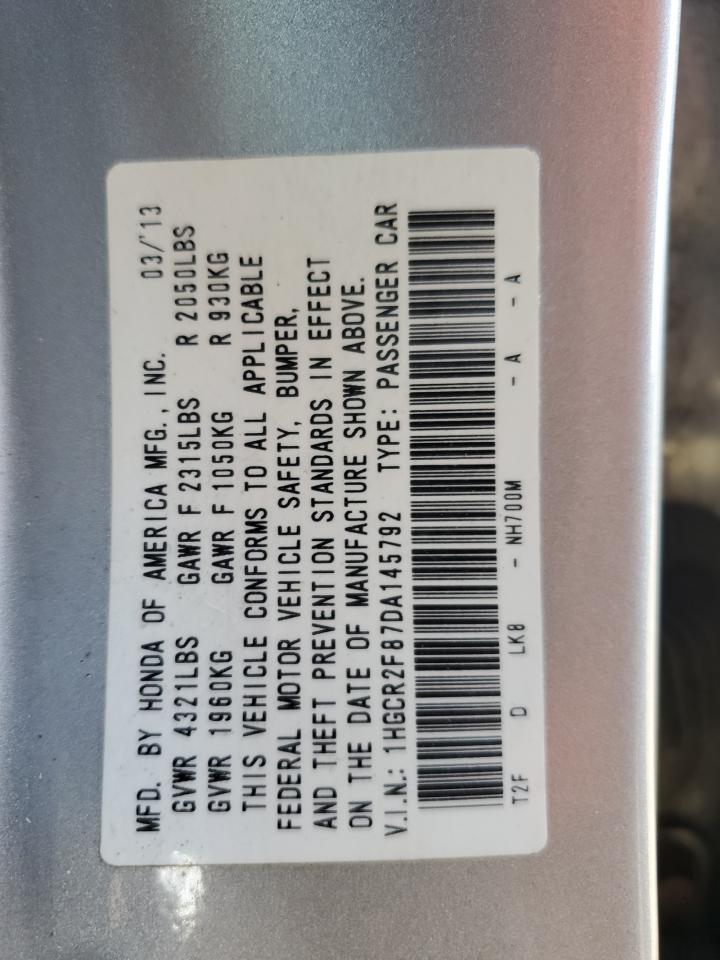 MFD. BY HONDA OF AMERICA MFG., INC. 03/'13
GVWR 4321LBS GAWR F 2315LBS R 2050LBS
GVWR 1960KG GAWR F 1050KG R 930KG
THIS VEHICLE CONFORMS TO ALL APPLICABLE
FEDERAL MOTOR VEHICLE SAFETY, BUMPER,
AND THEFT PREVENTION STANDARDS IN EFFECT
ON THE DATE OF MANUFACTURE SHOWN ABOVE.
V.I.N.: 1HGCR2F87DA145792 TYPE: PASSENGER CAR
T2F D LK8 - NH700M - A - A